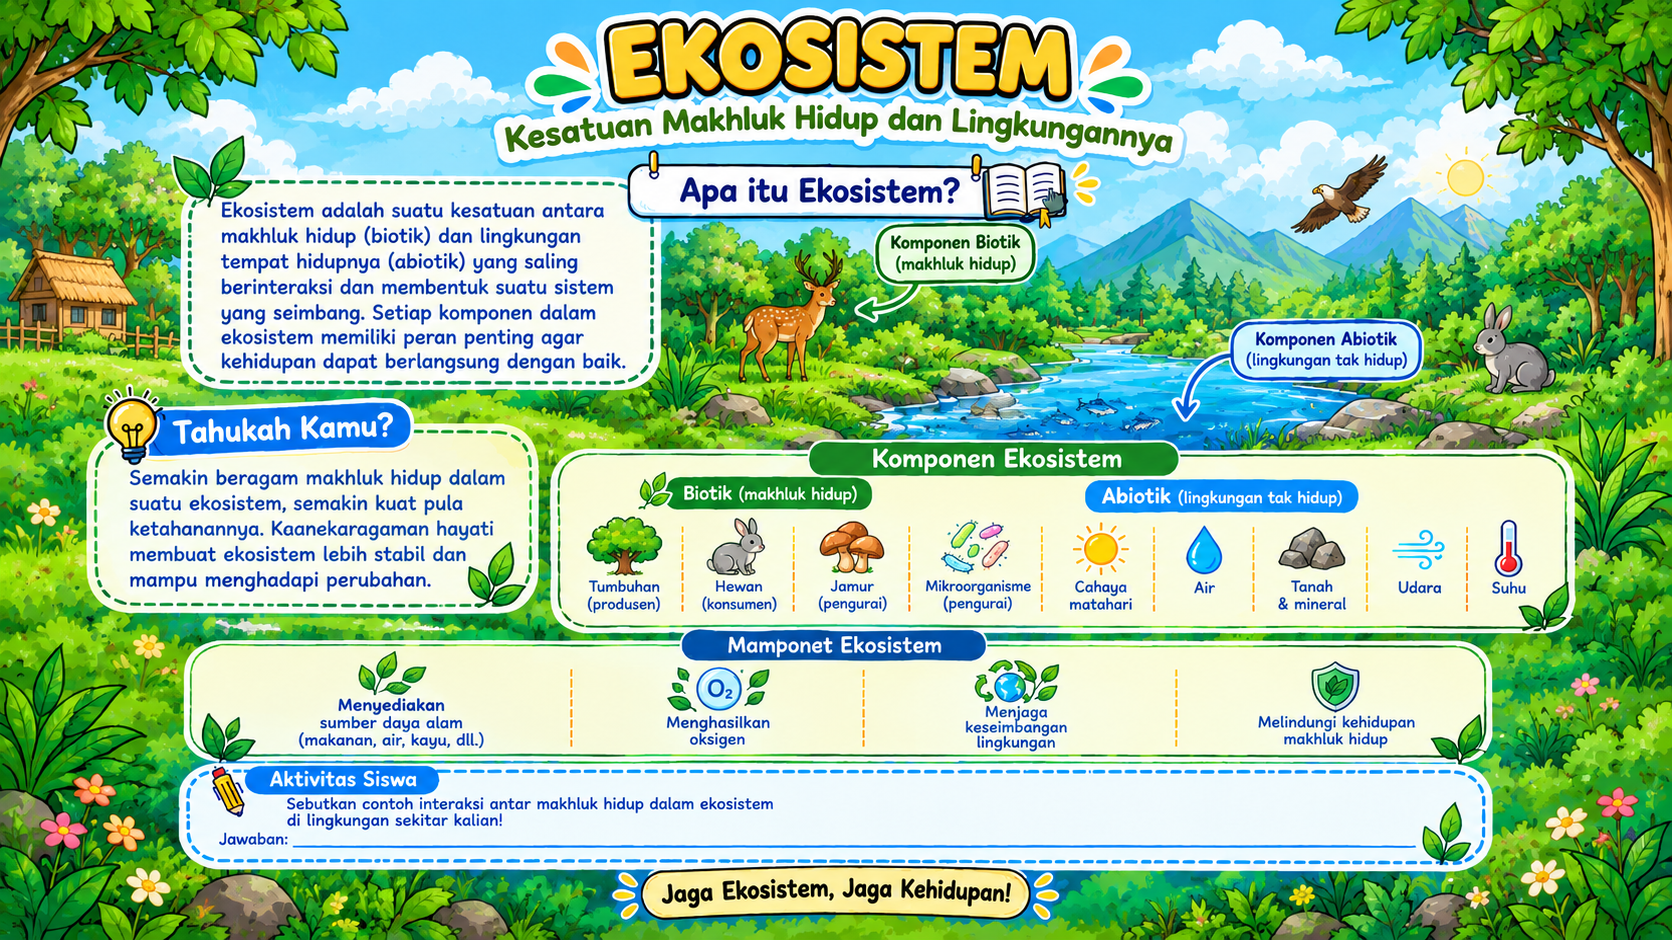 EKOSISTEM
Kesatuan Makhluk Hidup dan Lingkungannya
Apa itu Ekosistem?
Ekosistem adalah suatu kesatuan antara
makhluk hidup (biotik) dan lingkungan
tempat hidupnya (abiotik) yang saling
berinteraksi dan membentuk suatu sistem
yang seimbang. Setiap komponen dalam
ekosistem memiliki peran penting agar
kehidupan dapat berlangsung dengan baik.
Komponen Biotik
(makhluk hidup)
Komponen Abiotik
(lingkungan tak hidup)
Tahukah Kamu?
Semakin beragam makhluk hidup dalam
suatu ekosistem, semakin kuat pula
ketahanannya. Kaanekaragaman hayati
membuat ekosistem lebih stabil dan
mampu menghadapi perubahan.
Komponen Ekosistem
Biotik (makhluk hidup)
Abiotik (lingkungan tak hidup)
Tumbuhan
(produsen)
Hewan
(konsumen)
Jamur
(pengurai)
Mikroorganisme
(pengurai)
Cahaya
matahari
Air
Tanah
& mineral
Udara
Suhu
Mamponet Ekosistem
Menyediakan
sumber daya alam
(makanan, air, kayu, dll.)
O₂
Menghasilkan
oksigen
Menjaga
keseimbangan
lingkungan
Melindungi kehidupan
makhluk hidup
Aktivitas Siswa
Sebutkan contoh interaksi antar makhluk hidup dalam ekosistem
di lingkungan sekitar kalian!
Jawaban:
Jaga Ekosistem, Jaga Kehidupan!